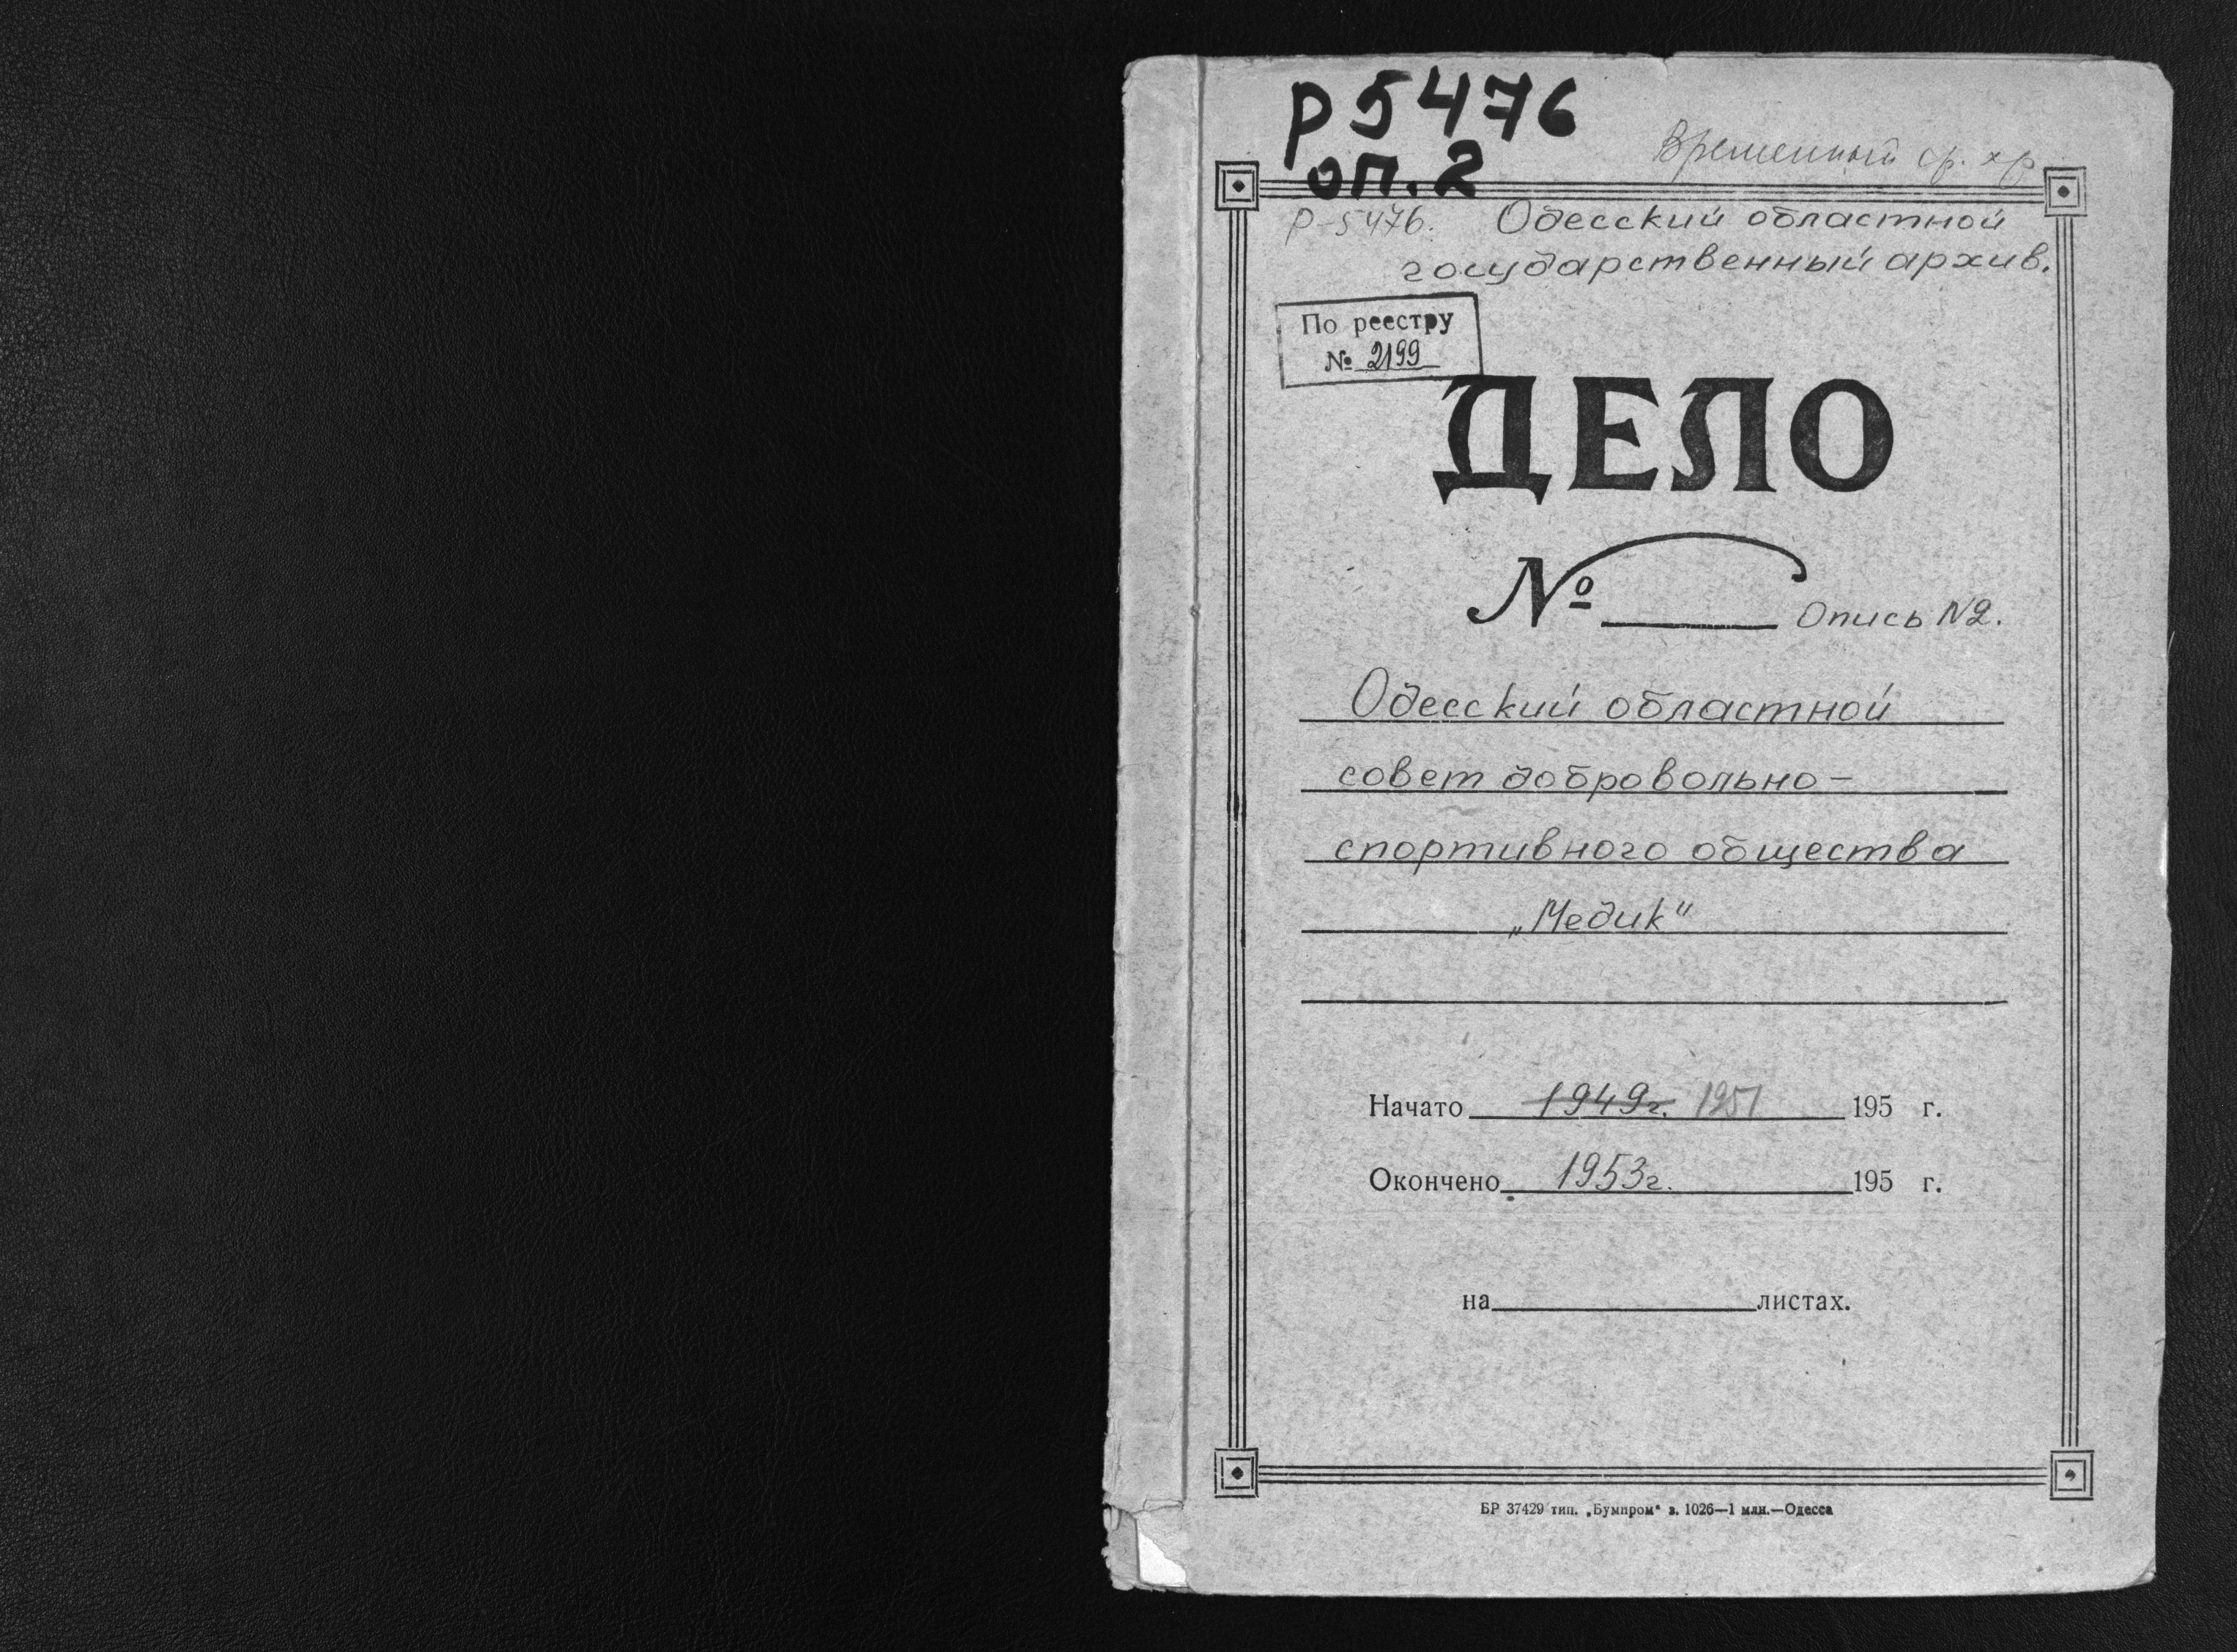 Р5476
оп.2
Временный ср. хр
Р-5476. Одесский областной
государственный архив.
По реестру
№ 2199
ДЕЛО
№ Опись N2.
Одесский областной
совет добровольно-
спортивного общества
„Медик"
Начато 1949г. 1951 195 г.
Окончено 1953г. 195 г.
на листах.
БР 37429 тип. „Бумпром" з. 1026—1 млн.—Одесса